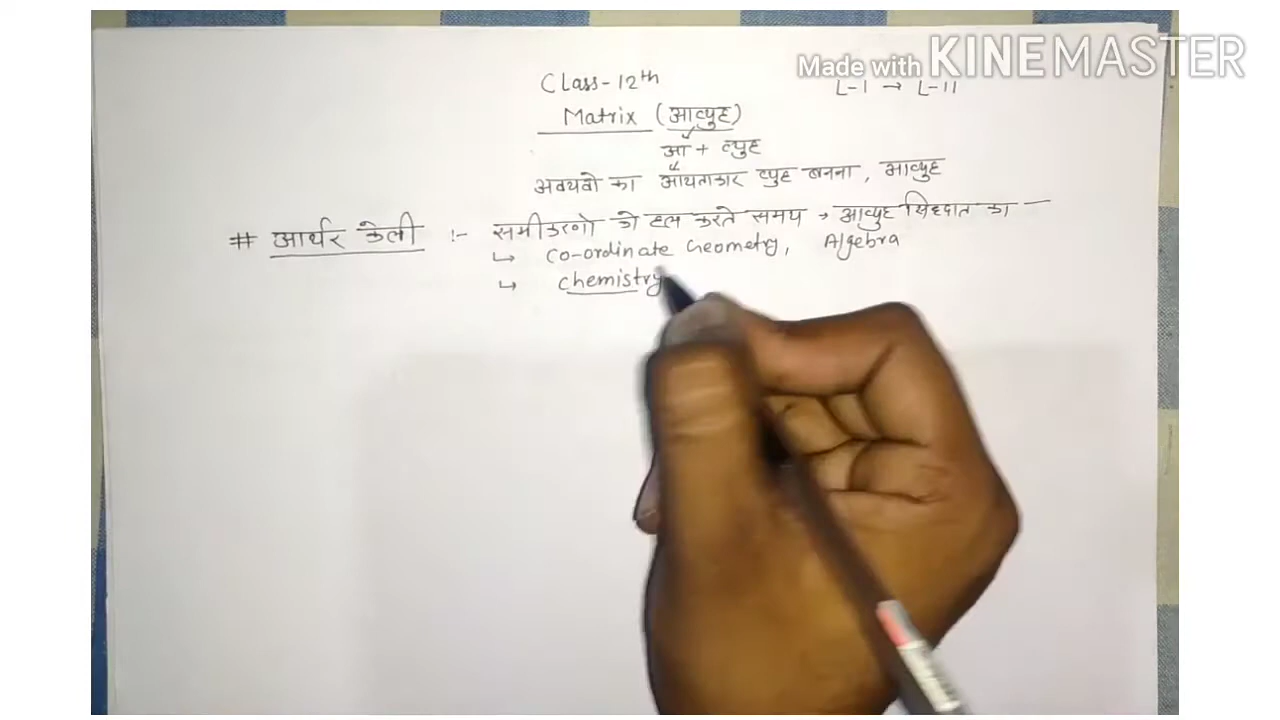 Made with KINEMASTER
Class-12th
L-1 → L-11
Matrix (आव्युह)
आ + व्युह
अवयवो का आयताकार व्युह बनना, आव्युह
# आर्थर केली :- समीकरणो को हल करते समय → आव्युह सिध्दात का —
↳ Co-ordinate Geometry, Algebra
↳ Chemistry